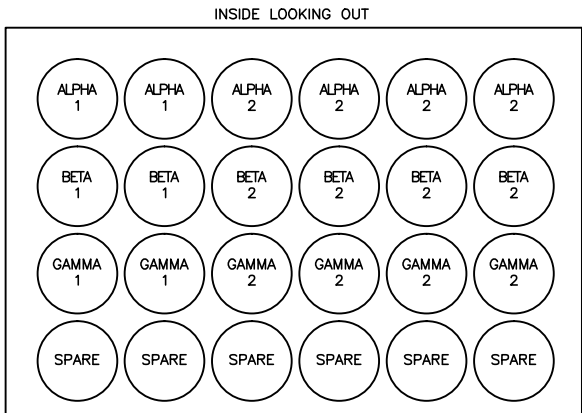 INSIDE LOOKING OUT
ALPHA ALPHA ALPHA ALPHA ALPHA ALPHA
1 1 2 2 2 2
BETA BETA BETA BETA BETA BETA
1 1 2 2 2 2
GAMMA GAMMA GAMMA GAMMA GAMMA GAMMA
1 1 2 2 2 2
SPARE SPARE SPARE SPARE SPARE SPARE